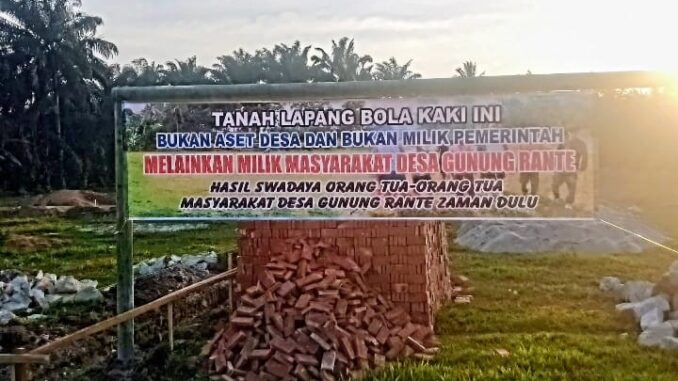 TANAH LAPANG BOLA KAKI INI
BUKAN ASET DESA DAN BUKAN MILIK PEMERINTAH
MELAINKAN MILIK MASYARAKAT DESA GUNUNG RANTE
HASIL SWADAYA ORANG TUA-ORANG TUA
MASYARAKAT DESA GUNUNG RANTE ZAMAN DULU